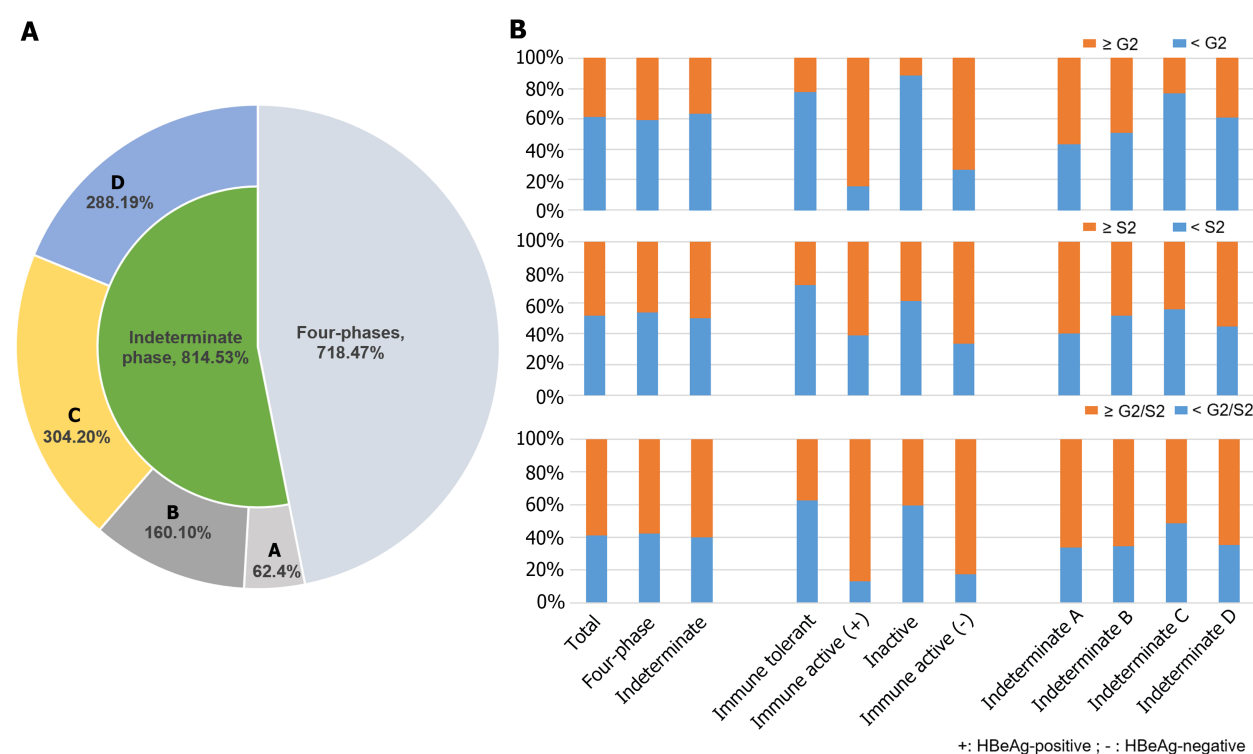 A
D
288.19%
Indeterminate
phase, 814.53%
Four-phases,
718.47%
C
304.20%
B
160.10%
A
62.4%
B
≥ G2 < G2
100%
80%
60%
40%
20%
0%
≥ S2 < S2
100%
80%
60%
40%
20%
0%
≥ G2/S2 < G2/S2
100%
80%
60%
40%
20%
0%
Total
Four-phase
Indeterminate
Immune tolerant
Immune active (+)
Inactive
Immune active (-)
Indeterminate A
Indeterminate B
Indeterminate C
Indeterminate D
+: HBeAg-positive ; - : HBeAg-negative